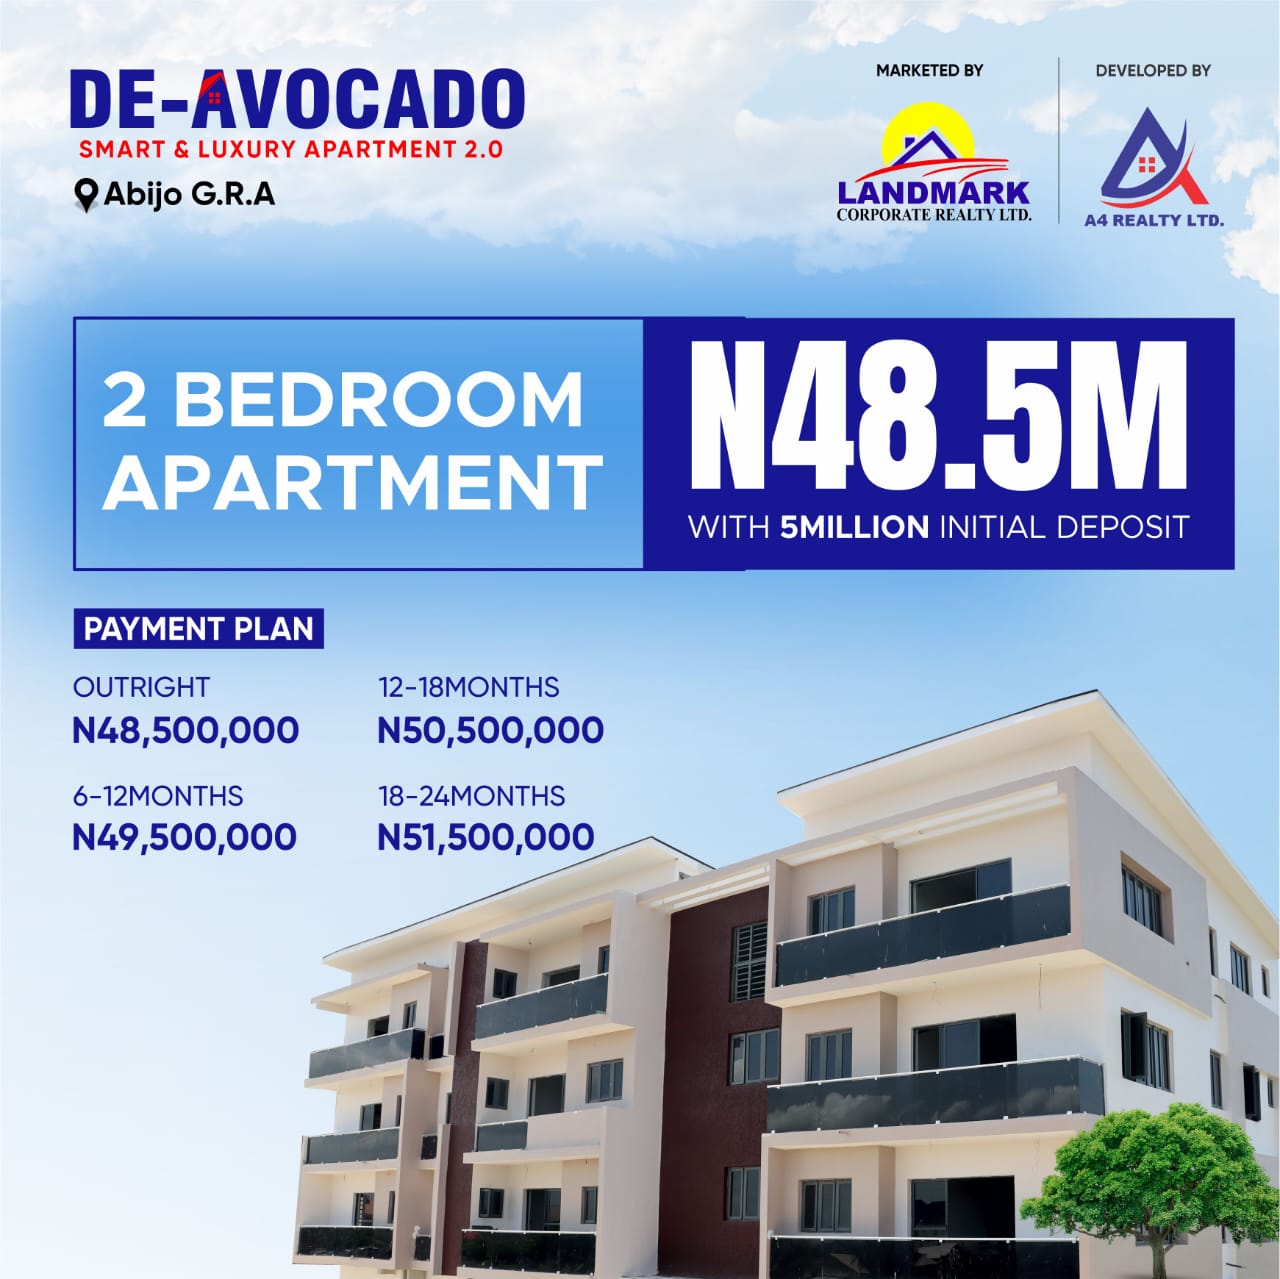 DE-AVOCADO
SMART & LUXURY APARTMENT 2.0
Abijo G.R.A
MARKETED BY
LANDMARK
CORPORATE REALTY LTD.
DEVELOPED BY
A4 REALTY LTD.
2 BEDROOM
APARTMENT
N48.5M
WITH 5MILLION INITIAL DEPOSIT
PAYMENT PLAN
OUTRIGHT
N48,500,000
12-18MONTHS
N50,500,000
6-12MONTHS
N49,500,000
18-24MONTHS
N51,500,000